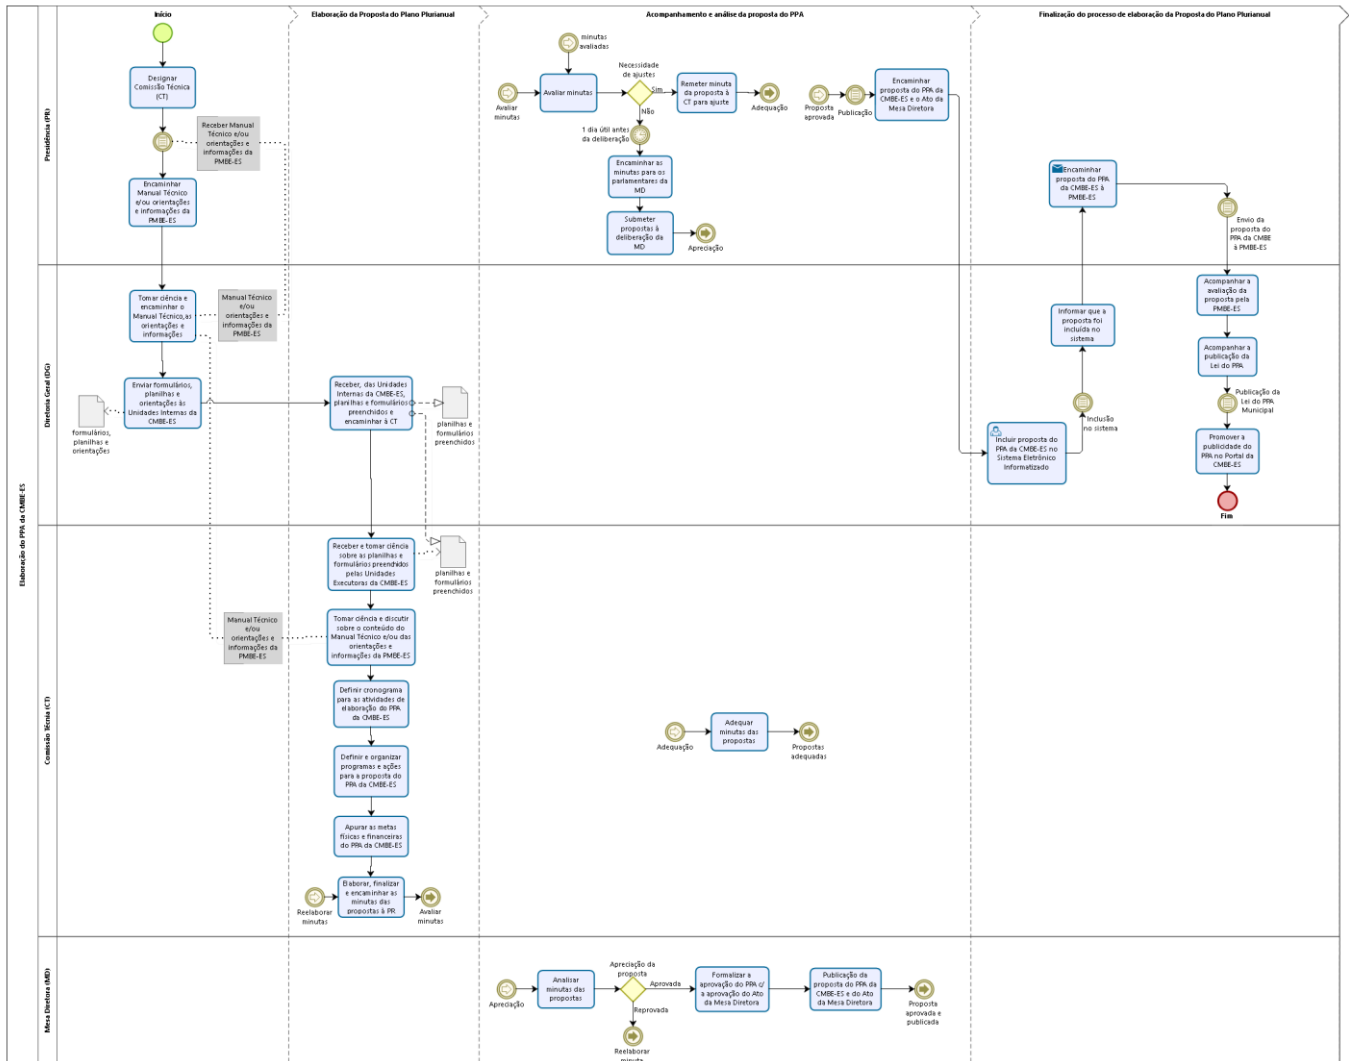 Início
Elaboração da Proposta do Plano Plurianual
Acompanhamento e análise da proposta do PPA
Finalização do processo de elaboração da Proposta do Plano Plurianual
Elaboração do PPA da CMBE-ES
Presidência (PR)
Designar
Comissão Técnica
(CT)
Receber Manual
Técnico e/ou
orientações e
informações da
PMBE-ES
Encaminhar
Manual Técnico
e/ou orientações
e informações da
PMBE-ES
minutas
avaliadas
Avaliar
minutas
Avaliar minutas
Necessidade
de ajustes
Sim
Não
Remeter minuta
da proposta à
CT para ajuste
Adequação
1 dia útil antes
da deliberação
Encaminhar as
minutas para os
parlamentares da
MD
Submeter
propostas à
deliberação da
MD
Apreciação
Proposta
aprovada
Publicação
Encaminhar
proposta do PPA da
CMBE-ES e o Ato da
Mesa Diretora
Encaminhar
proposta do PPA
da CMBE-ES à
PMBE-ES
Envio da
proposta do
PPA da CMBE
à PMBE-ES
Diretoria Geral (DG)
Tomar ciência e
encaminhar o
Manual Técnico,as
orientações e
informações
Manual Técnico
e/ou
orientações e
informações da
PMBE-ES
Enviar formulários,
planilhas e
orientações às
Unidades Internas da
CMBE-ES
formulários,
planilhas e
orientações
Receber, das Unidades
Internas da CMBE-ES,
planilhas e formulários
preenchidos e
encaminhar à CT
planilhas e
formulários
preenchidos
Incluir proposta do
PPA da CMBE-ES no
Sistema Eletrônico
Informatizado
Inclusão
no sistema
Informar que a
proposta foi
incluída no
sistema
Acompanhar a
avaliação da
proposta pela
PMBE-ES
Acompanhar a
publicação da
Lei do PPA
Publicação da
Lei do PPA
Municipal
Promover a
publicidade do
PPA no Portal da
CMBE-ES
Fim
Comissão Técnia (CT)
Receber e tomar ciência
sobre as planilhas e
formulários preenchidos
pelas Unidades
Executoras da CMBE-ES
planilhas e
formulários
preenchidos
Manual Técnico
e/ou
orientações e
informações da
PMBE-ES
Tomar ciência e discutir
sobre o conteúdo do
Manual Técnico e/ou das
orientações e
informações da PMBE-ES
Definir cronograma
para as atividades de
elaboração do PPA
da CMBE-ES
Definir e organizar
programas e ações
para a proposta do
PPA da CMBE-ES
Apurar as metas
físicas e financeiras
do PPA da CMBE-ES
Reelaborar
minutas
Elaborar, finalizar
e encaminhar as
minutas das
propostas à PR
Avaliar
minutas
Adequação
Adequar
minutas das
propostas
Propostas
adequadas
Mesa Diretora (MD)
Apreciação
Analisar
minutas das
propostas
Apreciação da
proposta
Aprovada
Reprovada
Reelaborar
minuta
Formalizar a
aprovação do PPA c/
a aprovação do Ato
da Mesa Diretora
Publicação da
proposta do PPA da
CMBE-ES e do Ato
da Mesa Diretora
Proposta
aprovada e
publicada